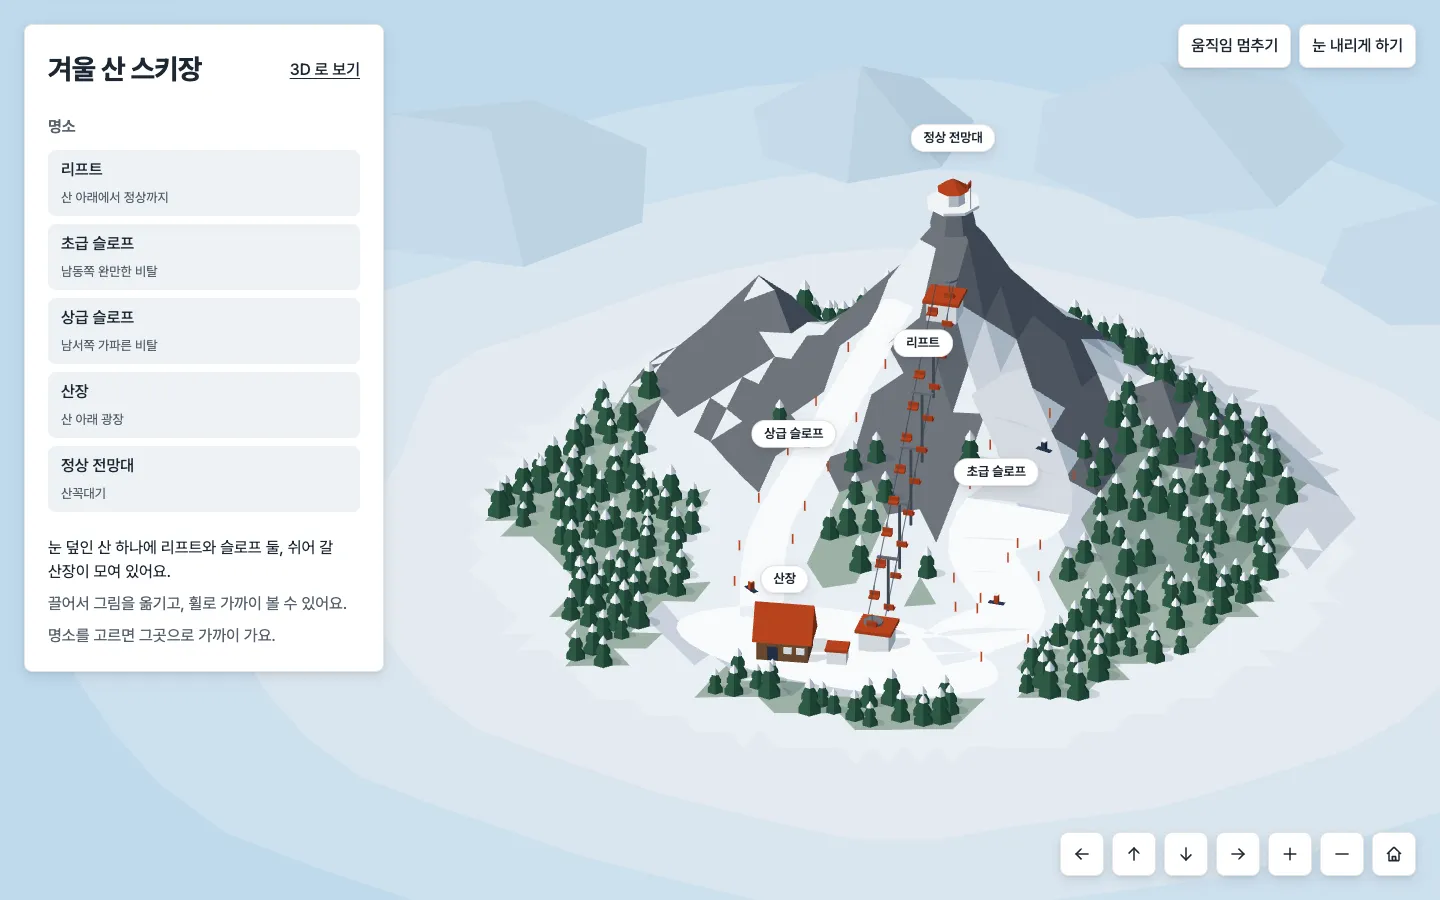 겨울 산 스키장
3D 로 보기
명소
리프트
산 아래에서 정상까지
초급 슬로프
남동쪽 완만한 비탈
상급 슬로프
남서쪽 가파른 비탈
산장
산 아래 광장
정상 전망대
산꼭대기
눈 덮인 산 하나에 리프트와 슬로프 둘, 쉬어 갈
산장이 모여 있어요.
끌어서 그림을 옮기고, 휠로 가까이 볼 수 있어요.
명소를 고르면 그곳으로 가까이 가요.
움직임 멈추기
눈 내리게 하기
정상 전망대
리프트
상급 슬로프
초급 슬로프
산장